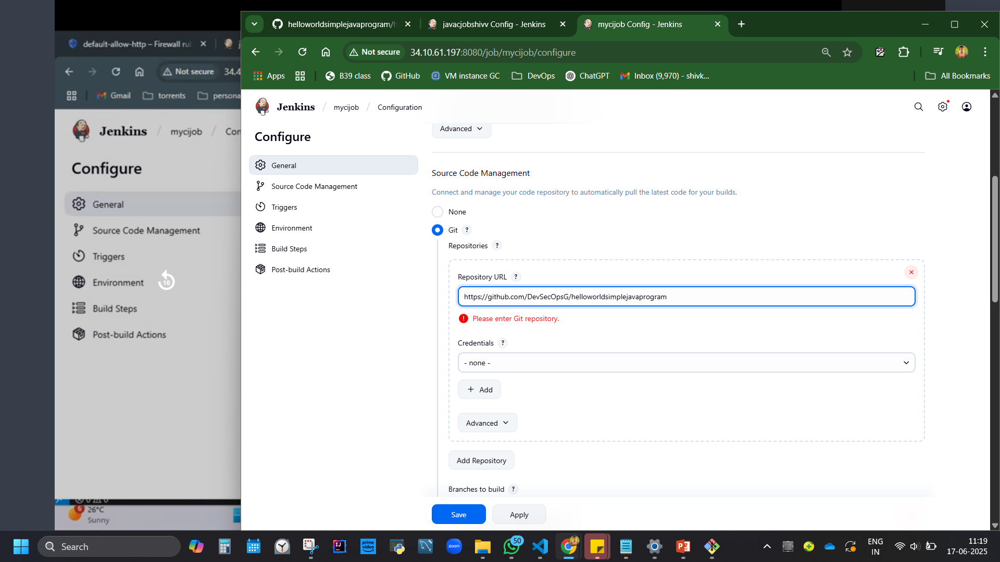 default-allow-http – Firewall rul
Not secure
34.4
Gmail
torrents
persona
Jenkins / mycijob / Con
Configure
General
Source Code Management
Triggers
Environment
10
Build Steps
Post-build Actions
6
26°C
Sunny
helloworldsimplejavaprogram/h
javacjobshivv Config - Jenkins
mycijob Config - Jenkins
Not secure
34.10.61.197:8080/job/mycijob/configure
Apps
B39 class
GitHub
VM instance GC
DevOps
ChatGPT
Inbox (9,970) - shivk...
All Bookmarks
Jenkins / mycijob / Configuration
Configure
General
Source Code Management
Triggers
Environment
Build Steps
Post-build Actions
Advanced
Source Code Management
Connect and manage your code repository to automatically pull the latest code for your builds.
None
Git ?
Repositories ?
Repository URL ?
https://github.com/DevSecOpsG/helloworldsimplejavaprogram
Please enter Git repository.
Credentials ?
- none -
+ Add
Advanced
Add Repository
Branches to build ?
Save
Apply
Search
IJ
prime video
zoom
50
ENG
IN
11:19
17-06-2025